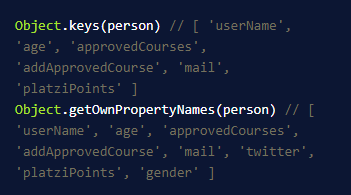 Object.keys(person) // [ 'userName',
'age', 'approvedCourses',
'addApprovedCourse', 'mail',
'platziPoints' ]
Object.getOwnPropertyNames(person) // [
'userName', 'age', 'approvedCourses',
'addApprovedCourse', 'mail', 'twitter',
'platziPoints', 'gender' ]